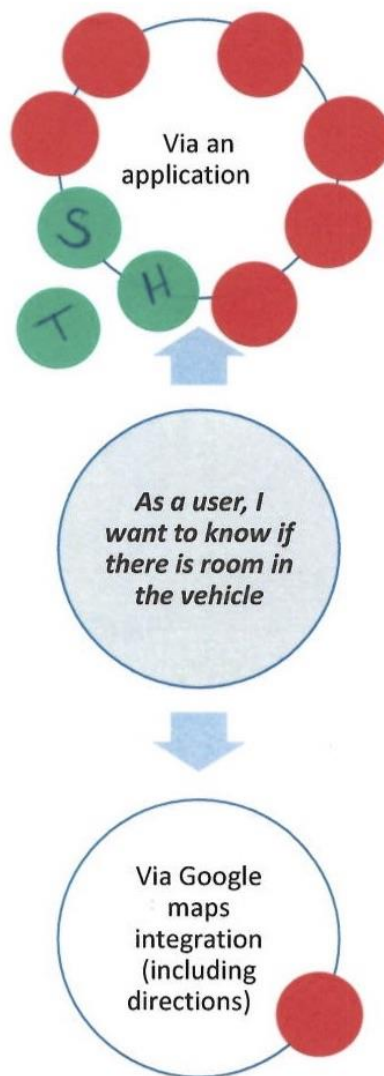 Via an
application
S
H
T
As a user, I
want to know if
there is room in
the vehicle
Via Google
maps
integration
(including
directions)